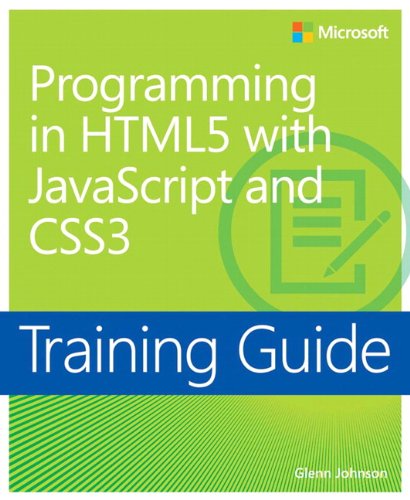 Microsoft
Programming
in HTML5 with
JavaScript and
CSS3
Training Guide
Glenn Johnson